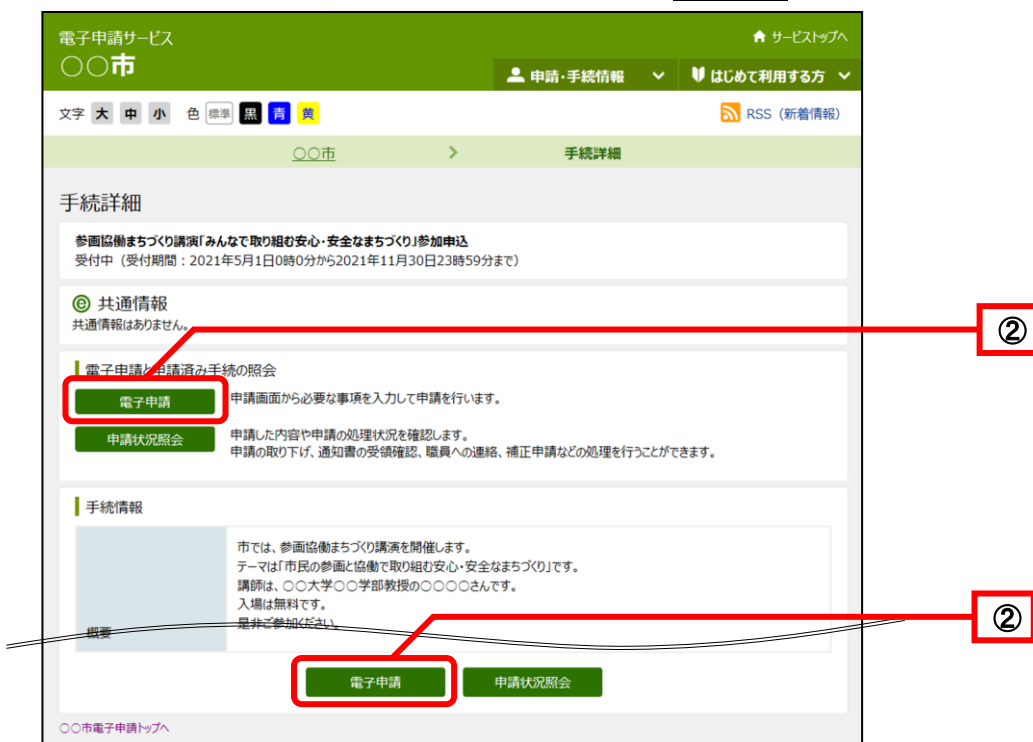 電子申請サービス
サービストップへ
○○市
申請・手続情報
はじめて利用する方
文字 大 中 小 色 標準 黒 青 黄
RSS（新着情報）
○○市 > 手続詳細
手続詳細
参画協働まちづくり講演「みんなで取り組む安心・安全なまちづくり」参加申込
受付中（受付期間：2021年5月1日0時0分から2021年11月30日23時59分まで）
共通情報
共通情報はありません。
②
電子申請と申請済み手続の照会
電子申請
申請画面から必要な事項を入力して申請を行います。
申請状況照会
申請した内容や申請の処理状況を確認します。
申請の取り下げ、通知書の受領確認、職員への連絡、補正申請などの処理を行うことができます。
手続情報
市では、参画協働まちづくり講演を開催します。
テーマは「市民の参画と協働で取り組む安心・安全なまちづくり」です。
講師は、○○大学○○学部教授の○○○○さんです。
入場は無料です。
是非ご参加ください。
概要
②
電子申請
申請状況照会
○○市電子申請トップへ